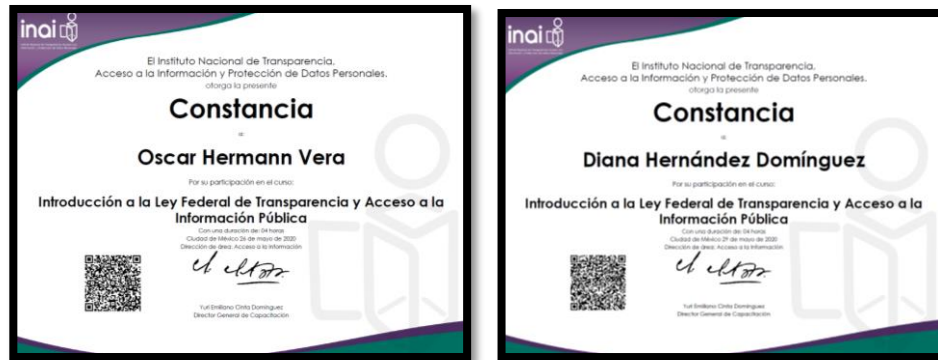 inai
El Instituto Nacional de Transparencia,
Acceso a la Información y Protección de Datos Personales.
otorga la presente
Constancia
a:
Oscar Hermann Vera
Por su participación en el curso:
Introducción a la Ley Federal de Transparencia y Acceso a la
Información Pública
Con una duración de: 04 horas
Ciudad de México 26 de mayo de 2020
Dirección de área: Acceso a la Información
Yuri Emiliano Cinta Domínguez
Director General de Capacitación
inai
El Instituto Nacional de Transparencia,
Acceso a la Información y Protección de Datos Personales.
otorga la presente
Constancia
a:
Diana Hernández Domínguez
Por su participación en el curso:
Introducción a la Ley Federal de Transparencia y Acceso a la
Información Pública
Con una duración de: 04 horas
Ciudad de México 29 de mayo de 2020
Dirección de área: Acceso a la Información
Yuri Emiliano Cinta Domínguez
Director General de Capacitación